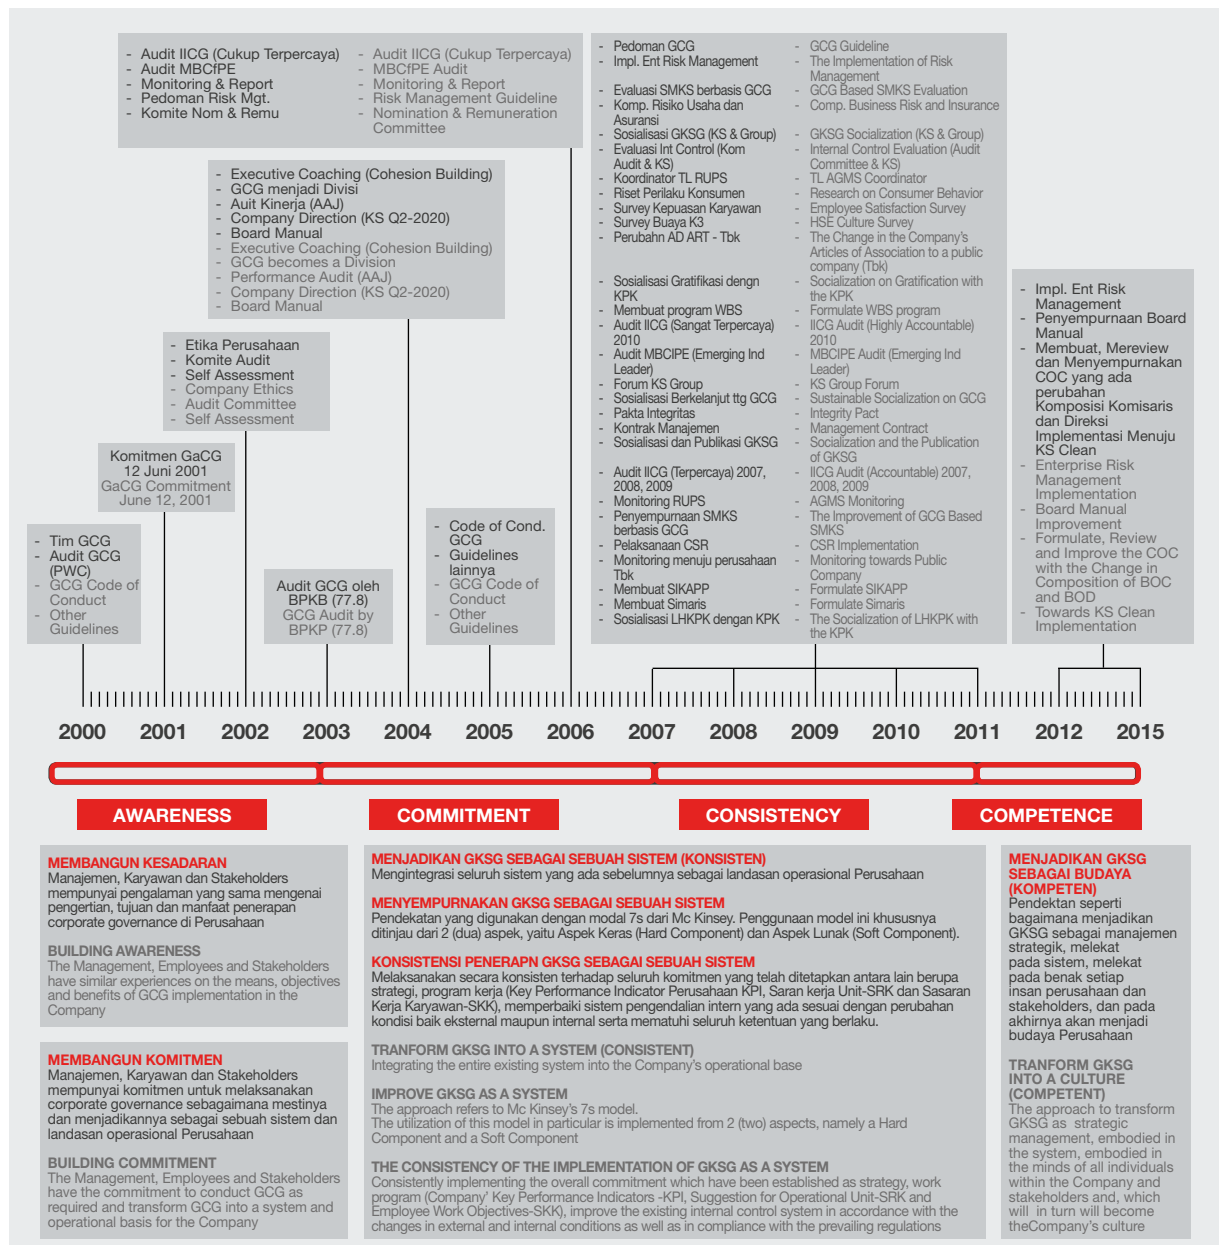 - Audit IICG (Cukup Terpercaya)
- Audit MBCfPE
- Monitoring & Report
- Pedoman Risk Mgt.
- Komite Nom & Remu
- Audit IICG (Cukup Terpercaya)
- MBCfPE Audit
- Monitoring & Report
- Risk Management Guideline
- Nomination & Remuneration
Committee
- Executive Coaching (Cohesion Building)
- GCG menjadi Divisi
- Auit Kinerja (AAJ)
- Company Direction (KS Q2-2020)
- Board Manual
- Executive Coaching (Cohesion Building)
- GCG becomes a Division
- Performance Audit (AAJ)
- Company Direction (KS Q2-2020)
- Board Manual
- Etika Perusahaan
- Komite Audit
- Self Assessment
- Company Ethics
- Audit Committee
- Self Assessment
Komitmen GaCG
12 Juni 2001
GaCG Commitment
June 12, 2001
- Tim GCG
- Audit GCG
(PWC)
- GCG Code of
Conduct
- Other
Guidelines
Audit GCG oleh
BPKB (77.8)
GCG Audit by
BPKP (77.8)
- Code of Cond.
GCG
- Guidelines
lainnya
- GCG Code of
Conduct
- Other
Guidelines
- Pedoman GCG
- Impl. Ent Risk Management
- Evaluasi SMKS berbasis GCG
- Komp. Risiko Usaha dan
Asuransi
- Sosialisasi GKSG (KS & Group)
- Evaluasi Int Control (Kom
Audit & KS)
- Koordinator TL RUPS
- Riset Perilaku Konsumen
- Survey Kepuasan Karyawan
- Survey Buaya K3
- Perubahn AD ART - Tbk
- Sosialisasi Gratifikasi dengn
KPK
- Membuat program WBS
- Audit IICG (Sangat Terpercaya)
2010
- Audit MBCIPE (Emerging Ind
Leader)
- Forum KS Group
- Sosialisasi Berkelanjut ttg GCG
- Pakta Integritas
- Kontrak Manajemen
- Sosialisasi dan Publikasi GKSG
- Audit IICG (Terpercaya) 2007,
2008, 2009
- Monitoring RUPS
- Penyempurnaan SMKS
berbasis GCG
- Pelaksanaan CSR
- Monitoring menuju perusahaan
Tbk
- Membuat SIKAPP
- Membuat Simaris
- Sosialisasi LHKPK dengan KPK
- GCG Guideline
- The Implementation of Risk
Management
- GCG Based SMKS Evaluation
- Comp. Business Risk and Insurance
- GKSG Socialization (KS & Group)
- Internal Control Evaluation (Audit
Committee & KS)
- TL AGMS Coordinator
- Research on Consumer Behavior
- Employee Satisfaction Survey
- HSE Culture Survey
- The Change in the Company's
Articles of Association to a public
company (Tbk)
- Socialization on Gratification with
the KPK
- Formulate WBS program
- IICG Audit (Highly Accountable)
2010
- MBCIPE Audit (Emerging Ind
Leader)
- KS Group Forum
- Sustainable Socialization on GCG
- Integrity Pact
- Management Contract
- Socialization and the Publication
of GKSG
- IICG Audit (Accountable) 2007,
2008, 2009
- AGMS Monitoring
- The Improvement of GCG Based
SMKS
- CSR Implementation
- Monitoring towards Public
Company
- Formulate SIKAPP
- Formulate Simaris
- The Socialization of LHKPK with
the KPK
- Impl. Ent Risk
Management
- Penyempurnaan Board
Manual
- Membuat, Mereview
dan Menyempurnakan
COC yang ada
perubahan
Komposisi Komisaris
dan Direksi
Implementasi Menuju
KS Clean
- Enterprise Risk
Management
Implementation
- Board Manual
Improvement
- Formulate, Review
and Improve the COC
with the Change in
Composition of BOC
and BOD
- Towards KS Clean
Implementation
2000 2001 2002 2003 2004 2005 2006 2007 2008 2009 2010 2011 2012 2015
AWARENESS COMMITMENT CONSISTENCY COMPETENCE
MEMBANGUN KESADARAN
Manajemen, Karyawan dan Stakeholders
mempunyai pengalaman yang sama mengenai
pengertian, tujuan dan manfaat penerapan
corporate governance di Perusahaan
BUILDING AWARENESS
The Management, Employees and Stakeholders
have similar experiences on the means, objectives
and benefits of GCG implementation in the
Company
MEMBANGUN KOMITMEN
Manajemen, Karyawan dan Stakeholders
mempunyai komitmen untuk melaksanakan
corporate governance sebagaimana mestinya
dan menjadikannya sebagai sebuah sistem dan
landasan operasional Perusahaan
BUILDING COMMITMENT
The Management, Employees and Stakeholders
have the commitment to conduct GCG as
required and transform GCG into a system and
operational basis for the Company
MENJADIKAN GKSG SEBAGAI SEBUAH SISTEM (KONSISTEN)
Mengintegrasi seluruh sistem yang ada sebelumnya sebagai landasan operasional Perusahaan
MENYEMPURNAKAN GKSG SEBAGAI SEBUAH SISTEM
Pendekatan yang digunakan dengan modal 7s dari Mc Kinsey. Penggunaan model ini khususnya
ditinjau dari 2 (dua) aspek, yaitu Aspek Keras (Hard Component) dan Aspek Lunak (Soft Component).
KONSISTENSI PENERAPN GKSG SEBAGAI SEBUAH SISTEM
Melaksanakan secara konsisten terhadap seluruh komitmen yang telah ditetapkan antara lain berupa
strategi, program kerja (Key Performance Indicator Perusahaan KPI, Saran kerja Unit-SRK dan Sasaran
Kerja Karyawan-SKK), memperbaiki sistem pengendalian intern yang ada sesuai dengan perubahan
kondisi baik eksternal maupun internal serta mematuhi seluruh ketentuan yang berlaku.
TRANFORM GKSG INTO A SYSTEM (CONSISTENT)
Integrating the entire existing system into the Company's operational base
IMPROVE GKSG AS A SYSTEM
The approach refers to Mc Kinsey's 7s model.
The utilization of this model in particular is implemented from 2 (two) aspects, namely a Hard
Component and a Soft Component
THE CONSISTENCY OF THE IMPLEMENTATION OF GKSG AS A SYSTEM
Consistently implementing the overall commitment which have been established as strategy, work
program (Company' Key Performance Indicators -KPI, Suggestion for Operational Unit-SRK and
Employee Work Objectives-SKK), improve the existing internal control system in accordance with the
changes in external and internal conditions as well as in compliance with the prevailing regulations
MENJADIKAN GKSG
SEBAGAI BUDAYA
(KOMPETEN)
Pendektan seperti
bagaimana menjadikan
GKSG sebagai manajemen
strategik, melekat
pada sistem, melekat
pada benak setiap
insan perusahaan dan
stakeholders, dan pada
akhirnya akan menjadi
budaya Perusahaan
TRANFORM GKSG
INTO A CULTURE
(COMPETENT)
The approach to transform
GKSG as strategic
management, embodied in
the system, embodied in
the minds of all individuals
within the Company and
stakeholders and, which
will in turn will become
theCompany's culture